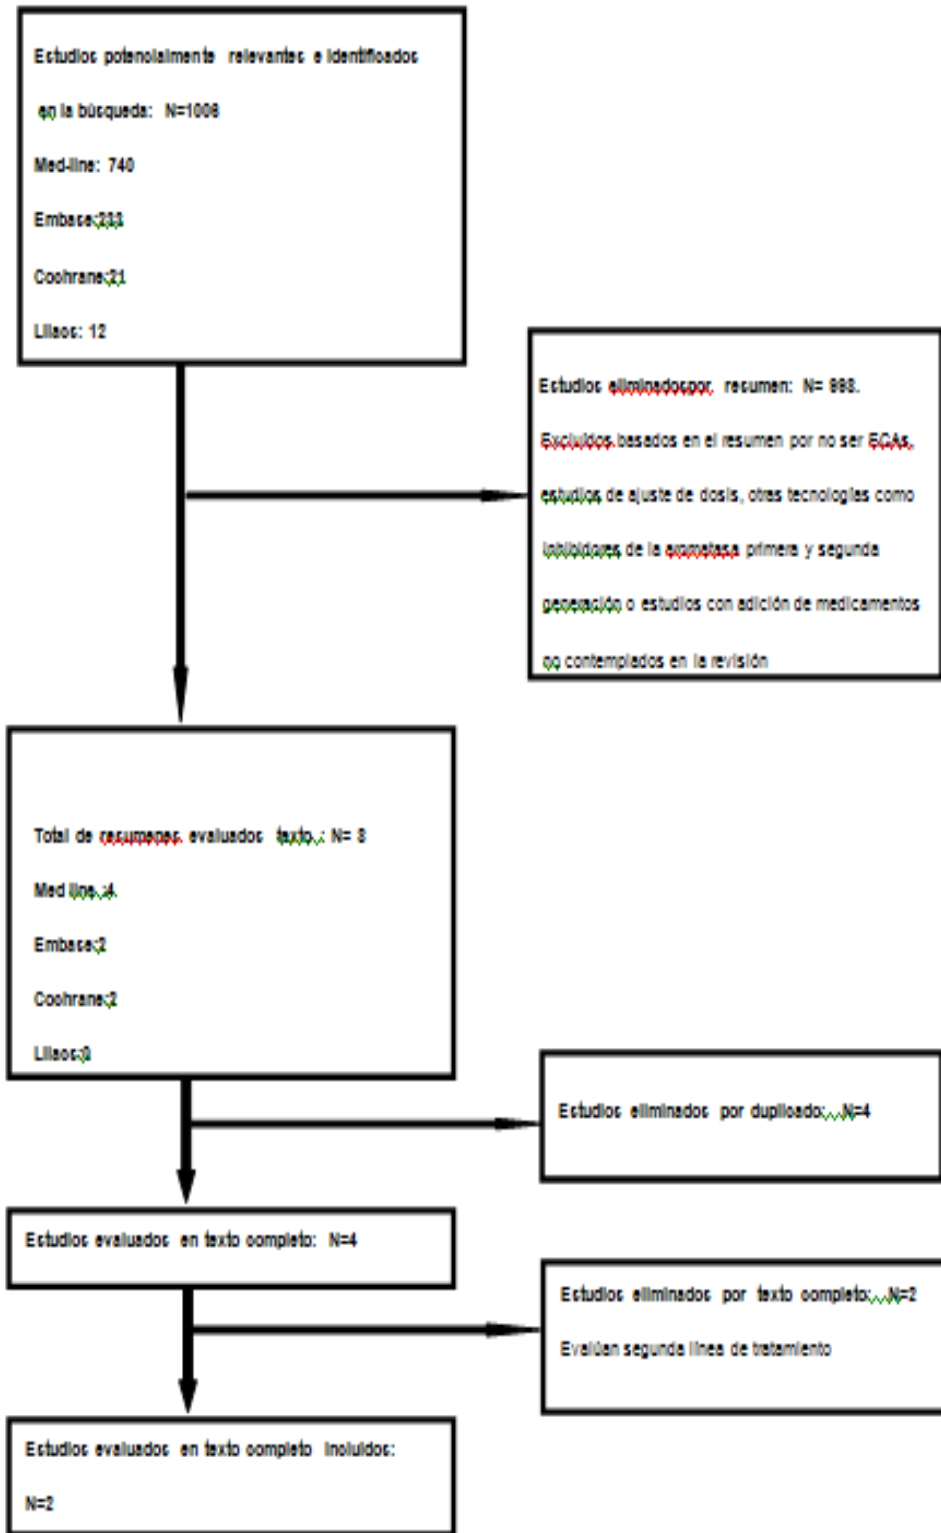 Estudios potencialmente relevantes e identificados
en la búsqueda: N=1006
Med-line: 740
Embase:233
Cochrane:21
Lilacs: 12
Estudios eliminadospor resumen: N= 998.
Excluidos basados en el resumen por no ser ECAs,
estudios de ajuste de dosis, otras tecnologías como
inhibidores de la aromatasa primera y segunda
generación o estudios con adición de medicamentos
no contemplados en la revisión
Total de resumenes evaluados texto : N= 8
Med line :4
Embase:2
Cochrane:2
Lilacs:0
Estudios eliminados por duplicado: N=4
Estudios evaluados en texto completo: N=4
Estudios eliminados por texto completo: N=2
Evalúan segunda línea de tratamiento
Estudios evaluados en texto completo incluidos:
N=2